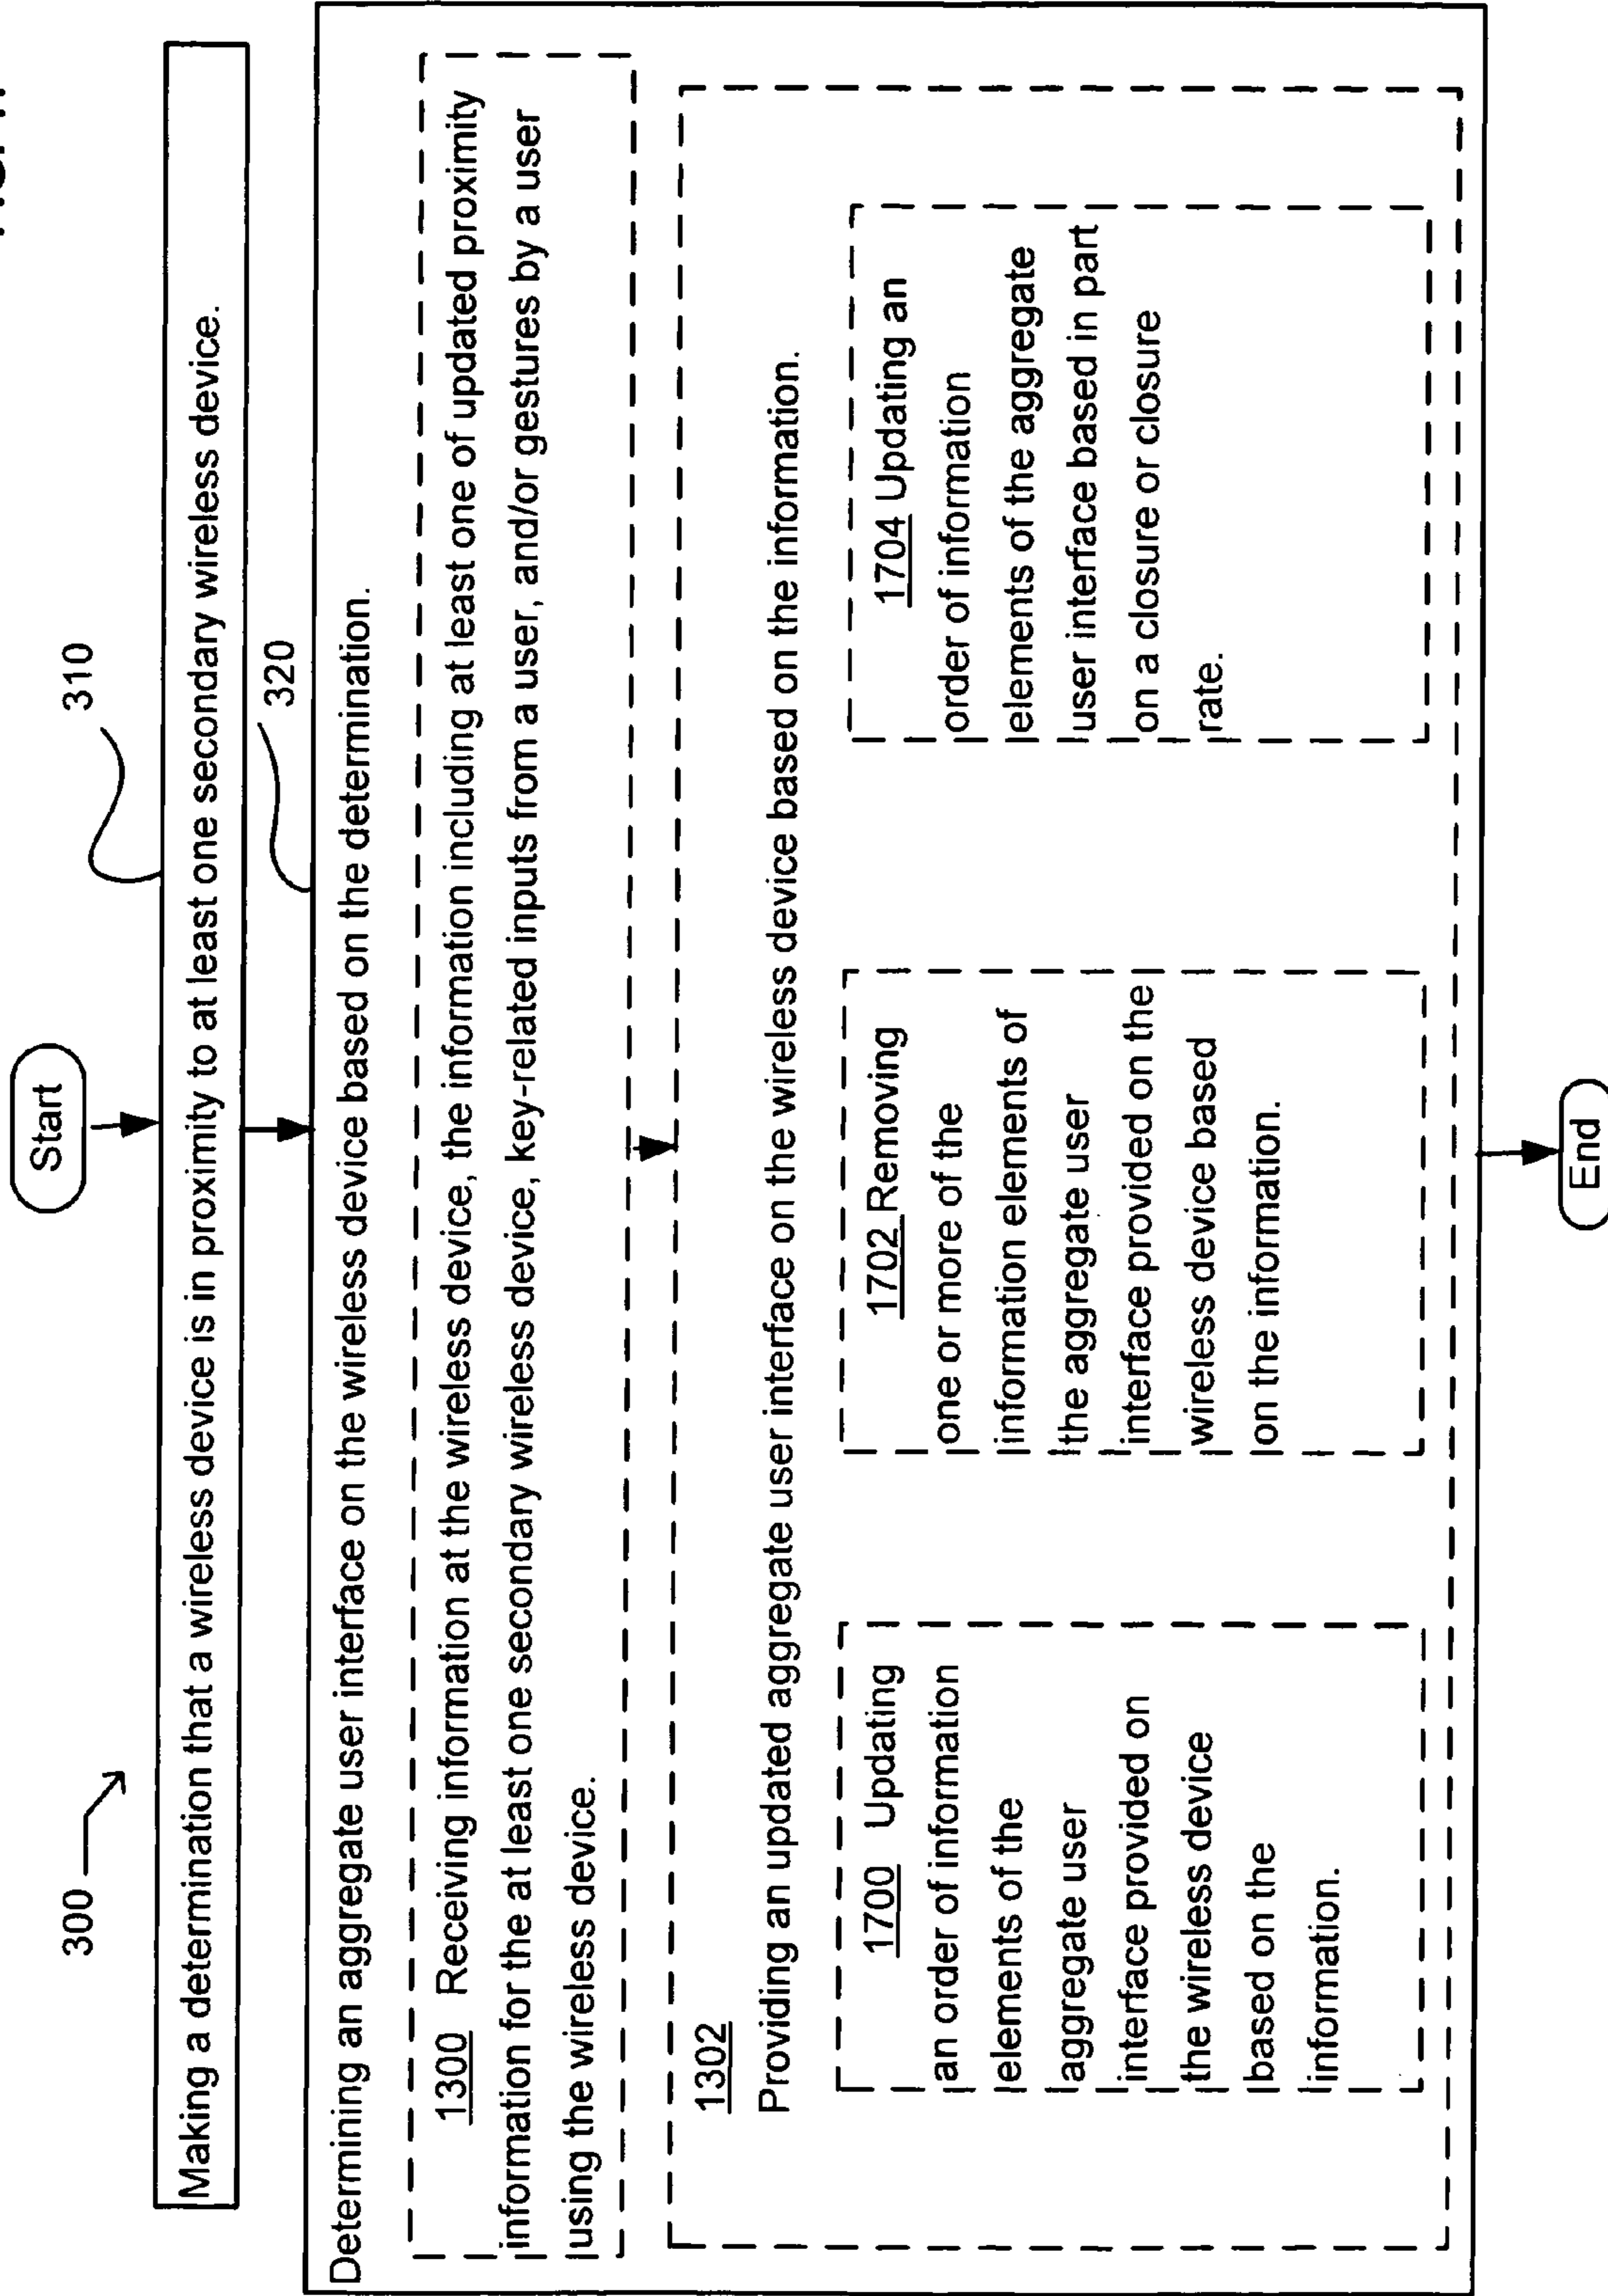 300
Start
310
Making a determination that a wireless device is in proximity to at least one secondary wireless device.
320
Determining an aggregate user interface on the wireless device based on the determination.
1300 Receiving information at the wireless device, the information including at least one of updated proximity
information for the at least one secondary wireless device, key-related inputs from a user, and/or gestures by a user
using the wireless device.
1302
Providing an updated aggregate user interface on the wireless device based on the information.
1700 Updating
an order of information
elements of the
aggregate user
interface provided on
the wireless device
based on the
information.
1702 Removing
one or more of the
information elements of
the aggregate user
interface provided on the
wireless device based
on the information.
1704 Updating an
order of information
elements of the aggregate
user interface based in part
on a closure or closure
rate.
End